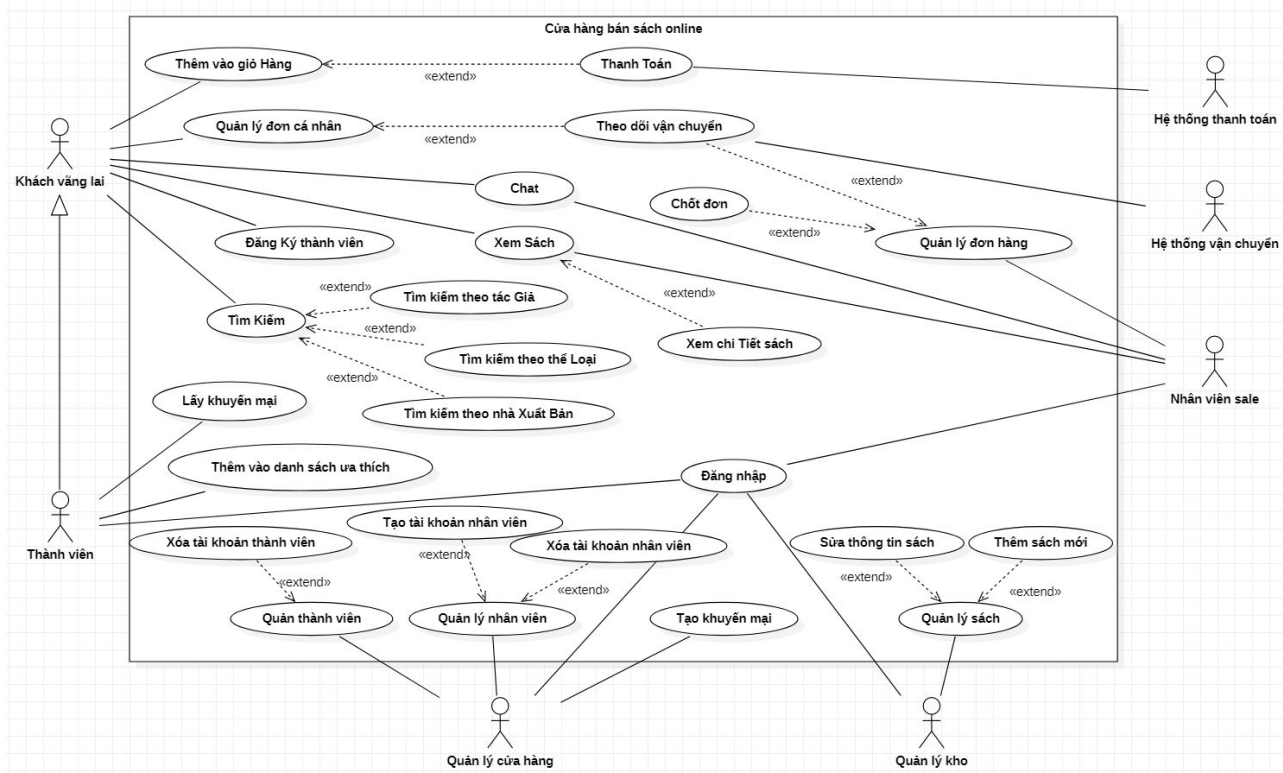 Cửa hàng bán sách online
Thêm vào giỏ Hàng
«extend»
Thanh Toán
Hệ thống thanh toán
Quản lý đơn cá nhân
«extend»
Theo dõi vận chuyển
Khách vãng lai
Chat
«extend»
Chốt đơn
«extend»
Hệ thống vận chuyển
Đăng Ký thành viên
Xem Sách
Quản lý đơn hàng
«extend»
Tìm kiếm theo tác Giả
«extend»
Tìm Kiếm
«extend»
Xem chi Tiết sách
Tìm kiếm theo thể Loại
«extend»
Lấy khuyến mại
Tìm kiếm theo nhà Xuất Bản
Nhân viên sale
Thêm vào danh sách ưa thích
Đăng nhập
Thành viên
Tạo tài khoản nhân viên
Xóa tài khoản thành viên
Xóa tài khoản nhân viên
Sửa thông tin sách
Thêm sách mới
«extend»
«extend»
«extend»
«extend»
«extend»
Quản thành viên
Quản lý nhân viên
Tạo khuyến mại
Quản lý sách
Quản lý cửa hàng
Quản lý kho